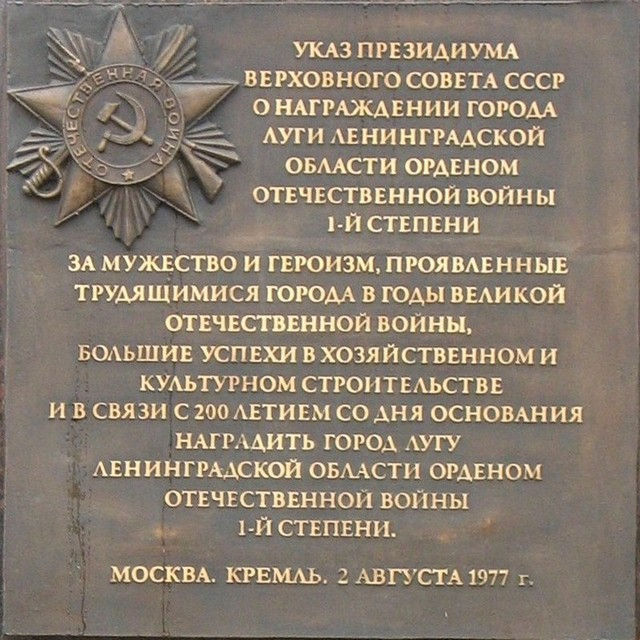 ОТЕЧЕСТВЕННАЯ ВОЙНА
УКАЗ ПРЕЗИДИУМА
ВЕРХОВНОГО СОВЕТА СССР
О НАГРАЖДЕНИИ ГОРОДА
ЛУГИ ЛЕНИНГРАДСКОЙ
ОБЛАСТИ ОРДЕНОМ
ОТЕЧЕСТВЕННОЙ ВОЙНЫ
1-Й СТЕПЕНИ
ЗА МУЖЕСТВО И ГЕРОИЗМ, ПРОЯВЛЕННЫЕ
ТРУДЯЩИМИСЯ ГОРОДА В ГОДЫ ВЕЛИКОЙ
ОТЕЧЕСТВЕННОЙ ВОЙНЫ,
БОЛЬШИЕ УСПЕХИ В ХОЗЯЙСТВЕННОМ И
КУЛЬТУРНОМ СТРОИТЕЛЬСТВЕ
И В СВЯЗИ С 200 ЛЕТИЕМ СО ДНЯ ОСНОВАНИЯ
НАГРАДИТЬ ГОРОД ЛУГУ
ЛЕНИНГРАДСКОЙ ОБЛАСТИ ОРДЕНОМ
ОТЕЧЕСТВЕННОЙ ВОЙНЫ
1-Й СТЕПЕНИ.
МОСКВА. КРЕМЛЬ. 2 АВГУСТА 1977 г.